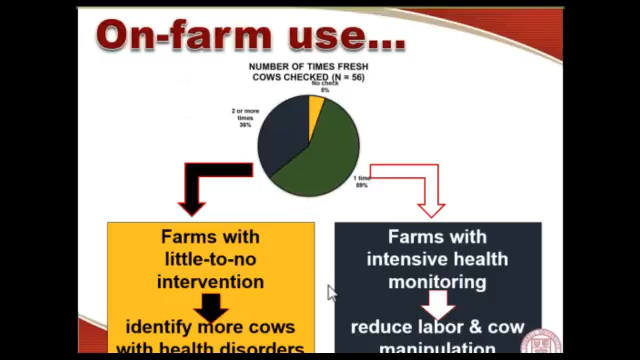 On-farm use...
NUMBER OF TIMES FRESH
COWS CHECKED (N = 56)
No check
2 or more
times
36%
1 time
Farms with
little-to-no
intervention
identify more cows
with health disorders
Farms with
intensive health
monitoring
reduce labor & cow
manipulation